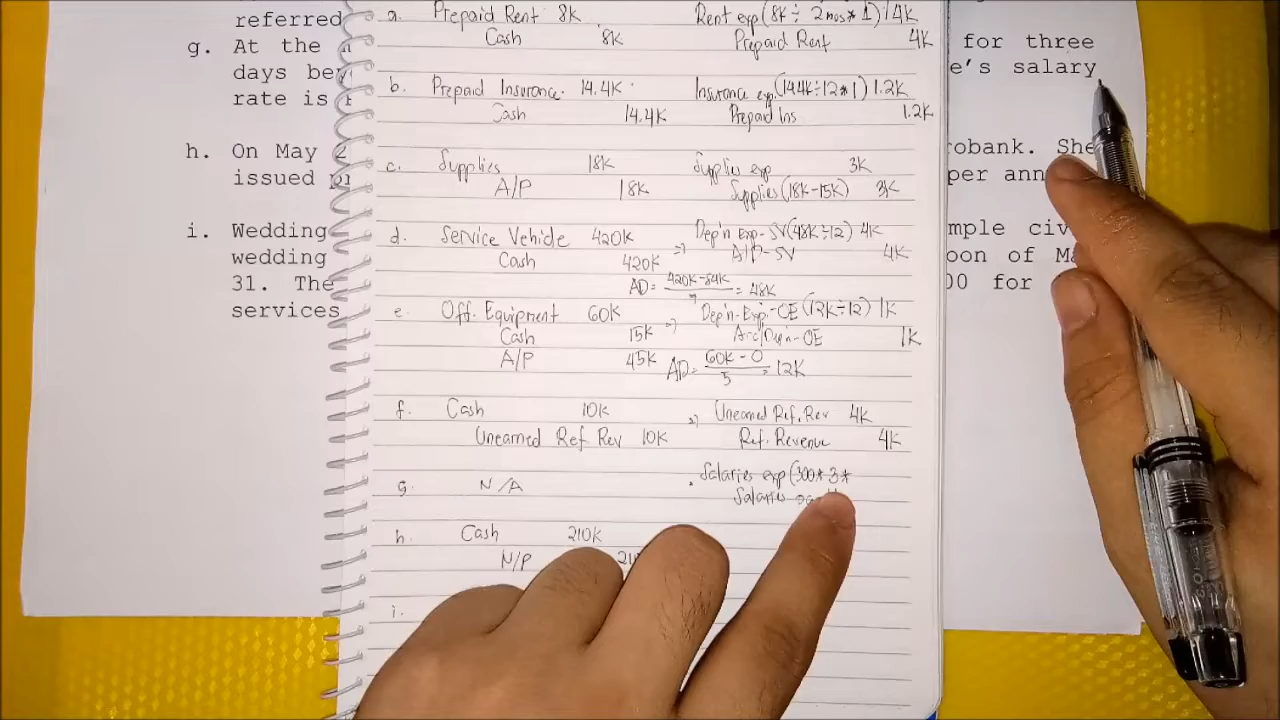 referred
g. At the for three
days e's salary
rate is
h. On May 2 obank. She
issued per ann
i. Wedding mple civ
wedding oon of Ma
31. The 00 for
services
a. Prepaid Rent 8K Rent exp (8k ÷ 2mos * 1) 4K
Cash 8K Prepaid Rent 4K
b. Prepaid Insurance 14.4K Insurance exp (14.4K÷12*1) 1.2K
Cash 14.4K Prepaid Ins 1.2K
c. Supplies 18K Supplies exp 3K
A/P 18K Supplies (18K-15K) 3K
d. Service Vehicle 420K Dep'n Exp-SV (48K÷12) 4K
Cash 420K => A/D-SV 4K
AD = 420K-84K / 7 = 48K
e. Off. Equipment 60K Dep'n-Exp-OE (12K÷12) 1K
Cash 15K => Acc/Dep'n-OE 1K
A/P 45K AD = 60K-0 / 5 = 12K
f. Cash 10K => Unearned Ref. Rev 4K
Unearned Ref Rev 10K Ref. Revenue 4K
g. N/A Salaries exp (300*3*
Salaries
h. Cash 210K
N/P 21
i.